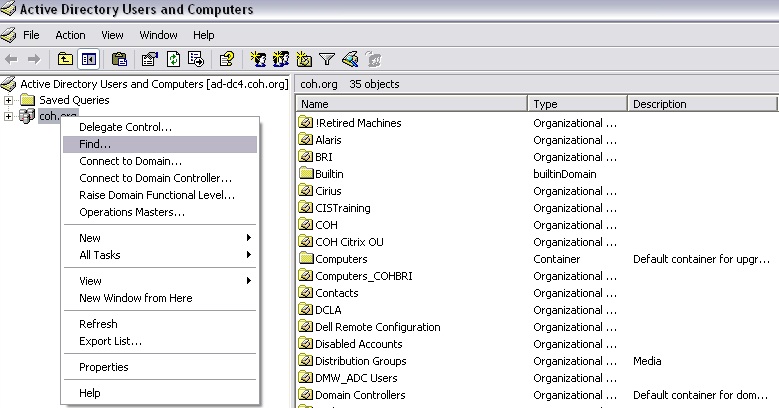 Active Directory Users and Computers
File Action View Window Help
Active Directory Users and Computers [ad-dc4.coh.org]
Saved Queries
coh.org
Delegate Control...
Find...
Connect to Domain...
Connect to Domain Controller...
Raise Domain Functional Level...
Operations Masters...
New
All Tasks
View
New Window from Here
Refresh
Export List...
Properties
Help
coh.org 35 objects
Name Type Description
!Retired Machines Organizational ...
Alaris Organizational ...
BRI Organizational ...
Builtin builtinDomain
Cirius Organizational ...
CISTraining Organizational ...
COH Organizational ...
COH Citrix OU Organizational ...
Computers Container Default container for upgr...
Computers_COHBRI Organizational ...
Contacts Organizational ...
DCLA Organizational ...
Dell Remote Configuration Organizational ...
Disabled Accounts Organizational ...
Distribution Groups Organizational ... Media
DMW_ADC Users Organizational ...
Domain Controllers Organizational ... Default container for dom...